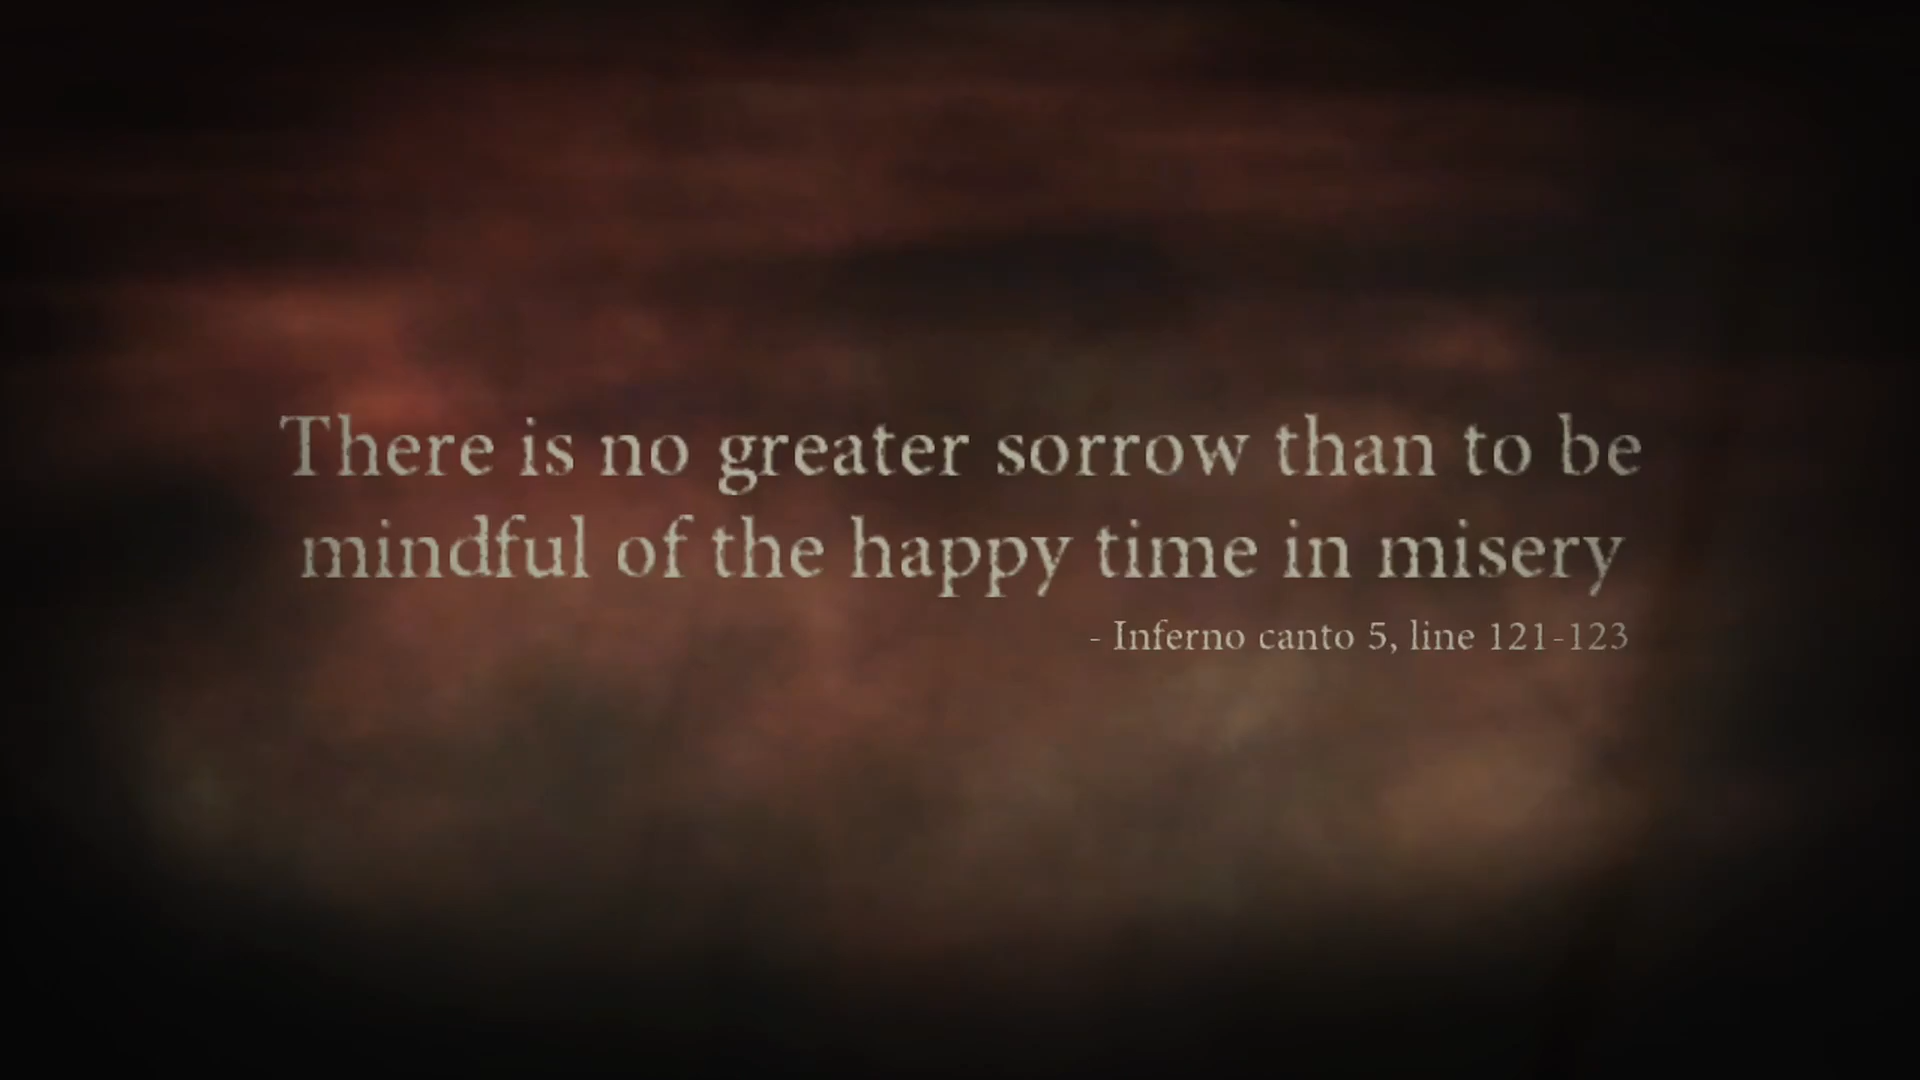 There is no greater sorrow than to be
mindful of the happy time in misery
- Inferno canto 5, line 121-123